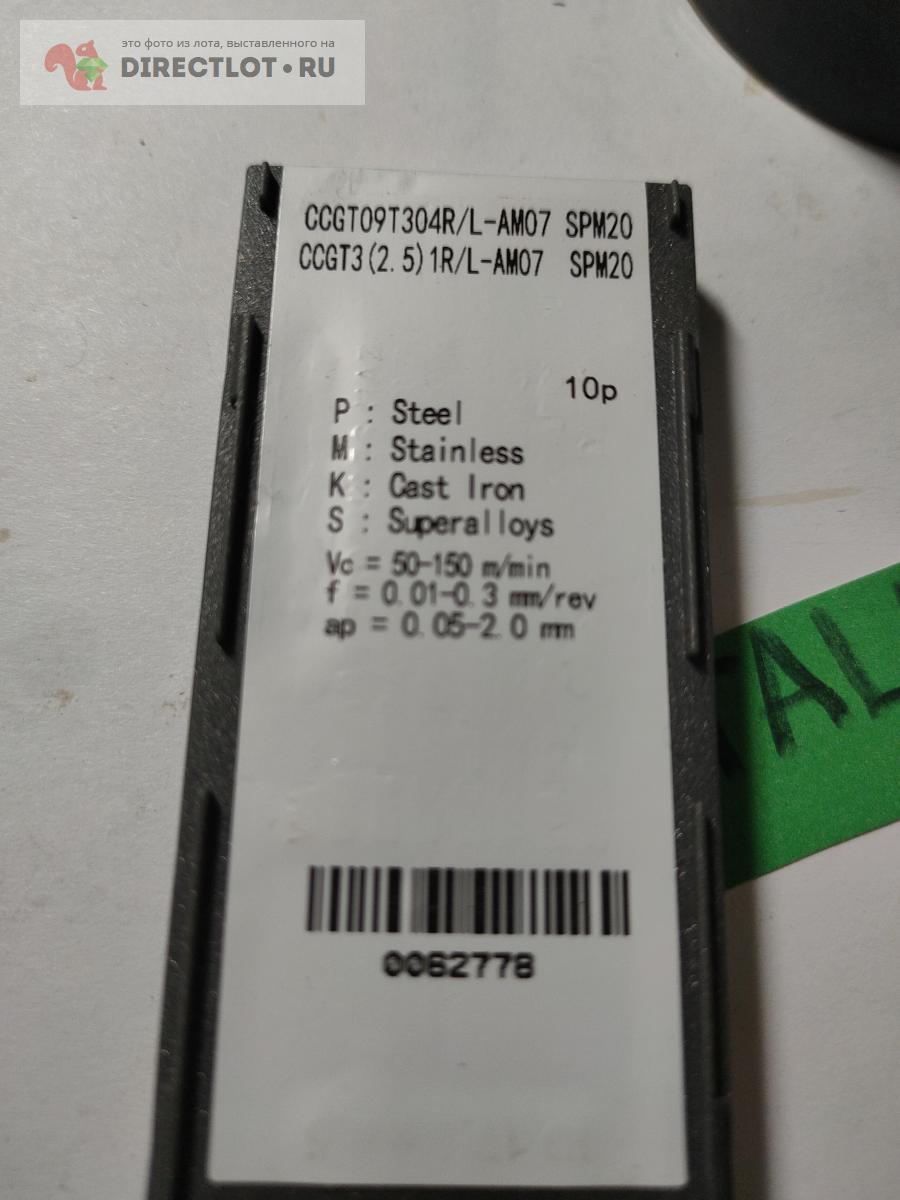 это фото из лота, выставленного на
DIRECTLOT.RU
CCGT09T304R/L-AM07 SPM20
CCGT3(2.5)1R/L-AM07 SPM20
10p
P : Steel
M : Stainless
K : Cast Iron
S : Superalloys
Vc = 50-150 m/min
f = 0.01-0.3 mm/rev
ap = 0.05-2.0 mm
0062778